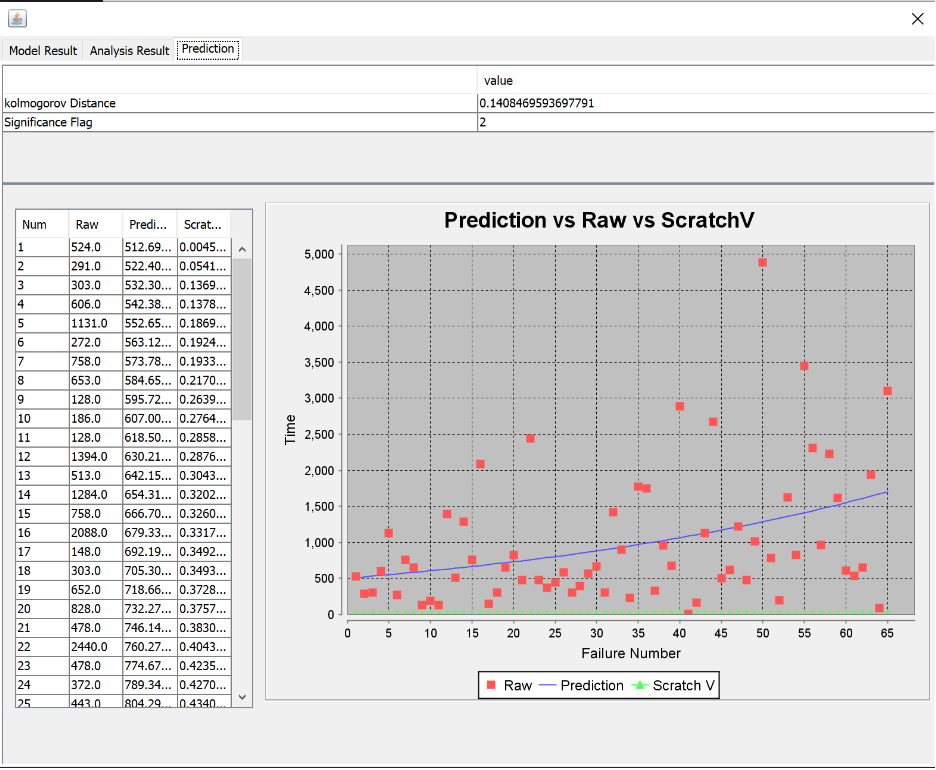 Model Result Analysis Result Prediction
value
kolmogorov Distance 0.1408469593697791
Significance Flag 2
Num Raw Predi... Scrat...
1 524.0 512.69... 0.0045...
2 291.0 522.40... 0.0541...
3 303.0 532.30... 0.1369...
4 606.0 542.38... 0.1378...
5 1131.0 552.65... 0.1869...
6 272.0 563.12... 0.1924...
7 758.0 573.78... 0.1933...
8 653.0 584.65... 0.2170...
9 128.0 595.72... 0.2639...
10 186.0 607.00... 0.2764...
11 128.0 618.50... 0.2858...
12 1394.0 630.21... 0.2876...
13 513.0 642.15... 0.3043...
14 1284.0 654.31... 0.3202...
15 758.0 666.70... 0.3260...
16 2088.0 679.33... 0.3317...
17 148.0 692.19... 0.3492...
18 303.0 705.30... 0.3493...
19 652.0 718.66... 0.3728...
20 828.0 732.27... 0.3757...
21 478.0 746.14... 0.3830...
22 2440.0 760.27... 0.4043...
23 478.0 774.67... 0.4235...
24 372.0 789.34... 0.4270...
25 443.0 804.29... 0.4340...
Prediction vs Raw vs ScratchV
5,000
4,500
4,000
3,500
3,000
2,500
2,000
1,500
1,000
500
0
Time
0 5 10 15 20 25 30 35 40 45 50 55 60 65
Failure Number
Raw Prediction Scratch V